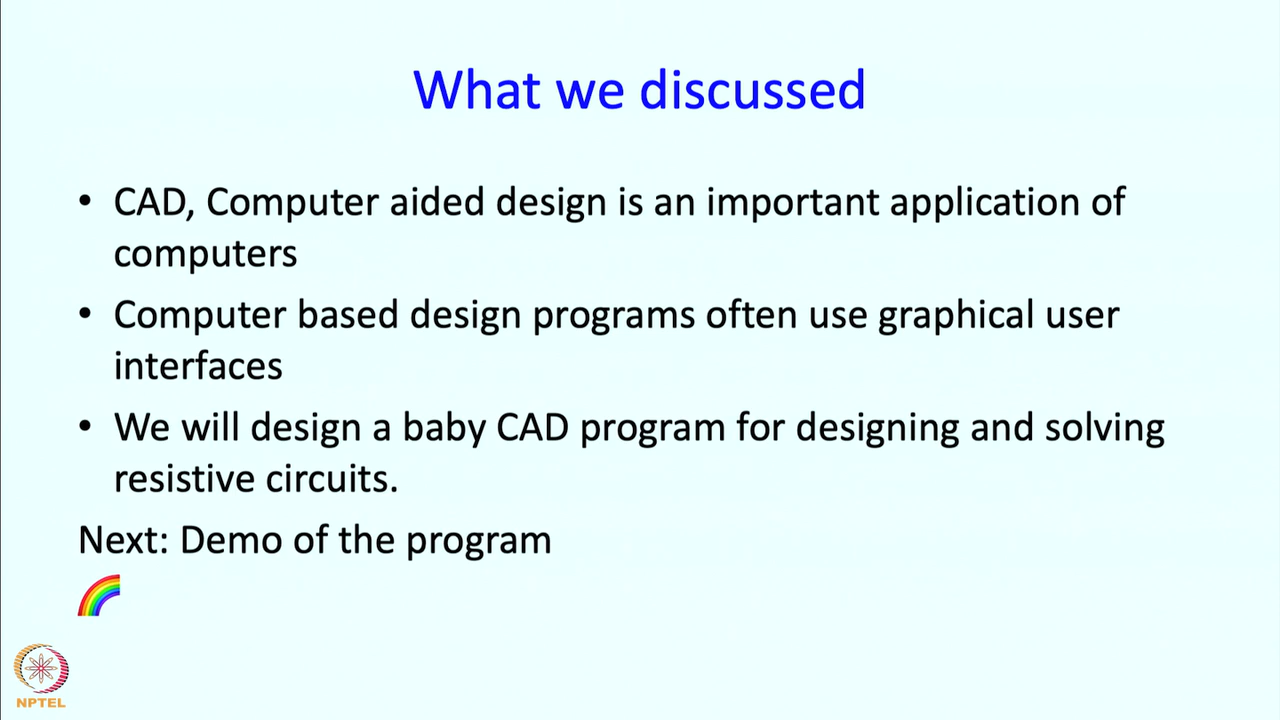 What we discussed
• CAD, Computer aided design is an important application of
computers
• Computer based design programs often use graphical user
interfaces
• We will design a baby CAD program for designing and solving
resistive circuits.
Next: Demo of the program
NPTEL